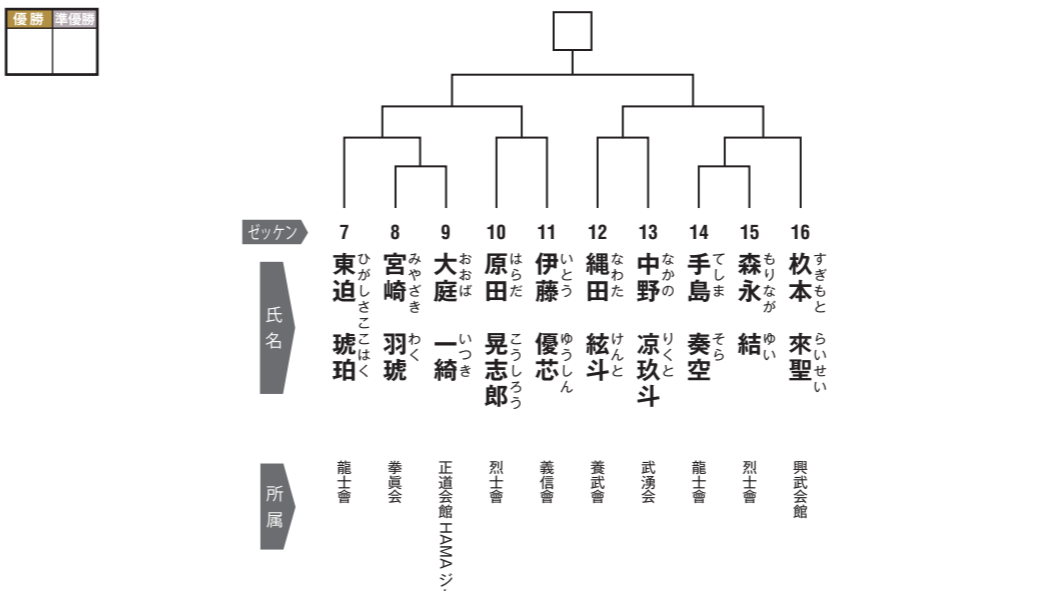 優勝 準優勝
ゼッケン 7 8 9 10 11 12 13 14 15 16
氏名
東迫 琥珀
ひがしさこ こはく
宮崎 羽琥
みやざき わく
大庭 一綺
おおば いつき
原田 晃志郎
はらだ こうしろう
伊藤 優芯
いとう ゆうしん
縄田 絃斗
なわた けんと
中野 凉玖斗
なかの りくと
手島 奏空
てしま そら
森永 結
もりなが ゆい
杦本 來聖
すぎもと らいせい
所属
龍士會
拳眞会
正道会館 HAMA ジ
烈士會
義信會
養武會
武湧会
龍士會
烈士會
興武会館